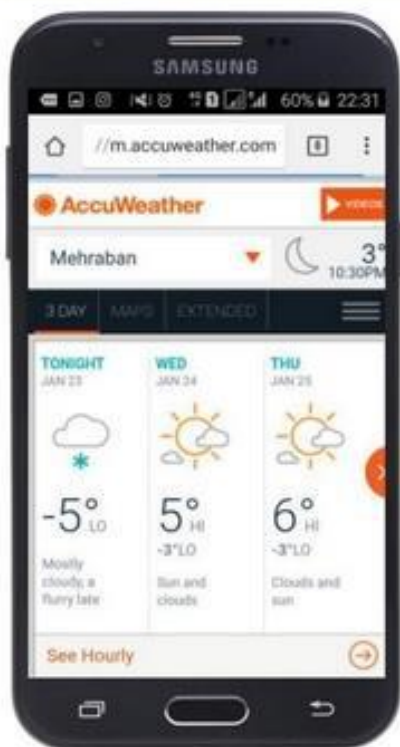 SAMSUNG
60% 22:31
//m.accuweather.com
AccuWeather
VIDEOS
Mehraban
3°
10:30PM
3 DAY MAPS EXTENDED
TONIGHT
JAN 23
-5° LO
Mostly
cloudy, a
flurry late
WED
JAN 24
5° HI
-3°LO
Sun and
clouds
THU
JAN 25
6° HI
-3°LO
Clouds and
sun
See Hourly